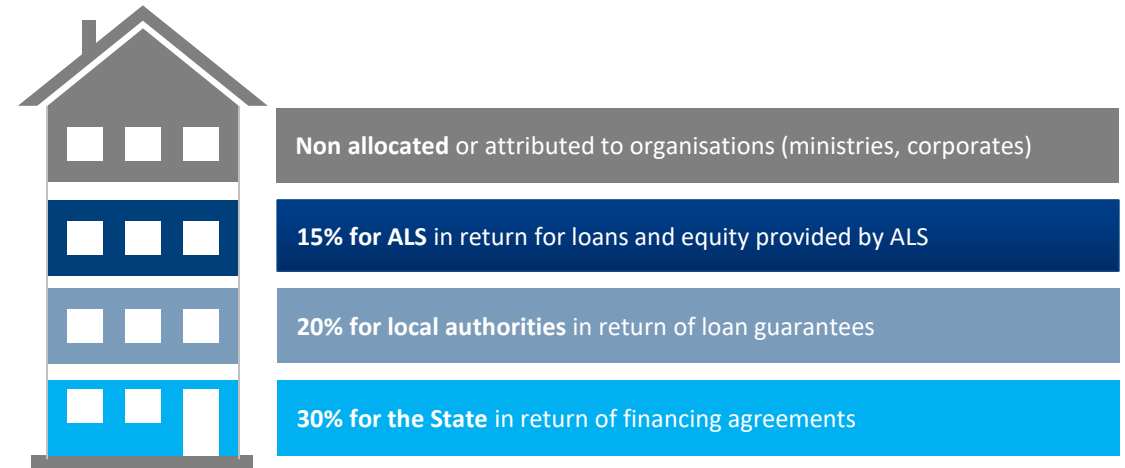 Non allocated or attributed to organisations (ministries, corporates)
15% for ALS in return for loans and equity provided by ALS
20% for local authorities in return of loan guarantees
30% for the State in return of financing agreements